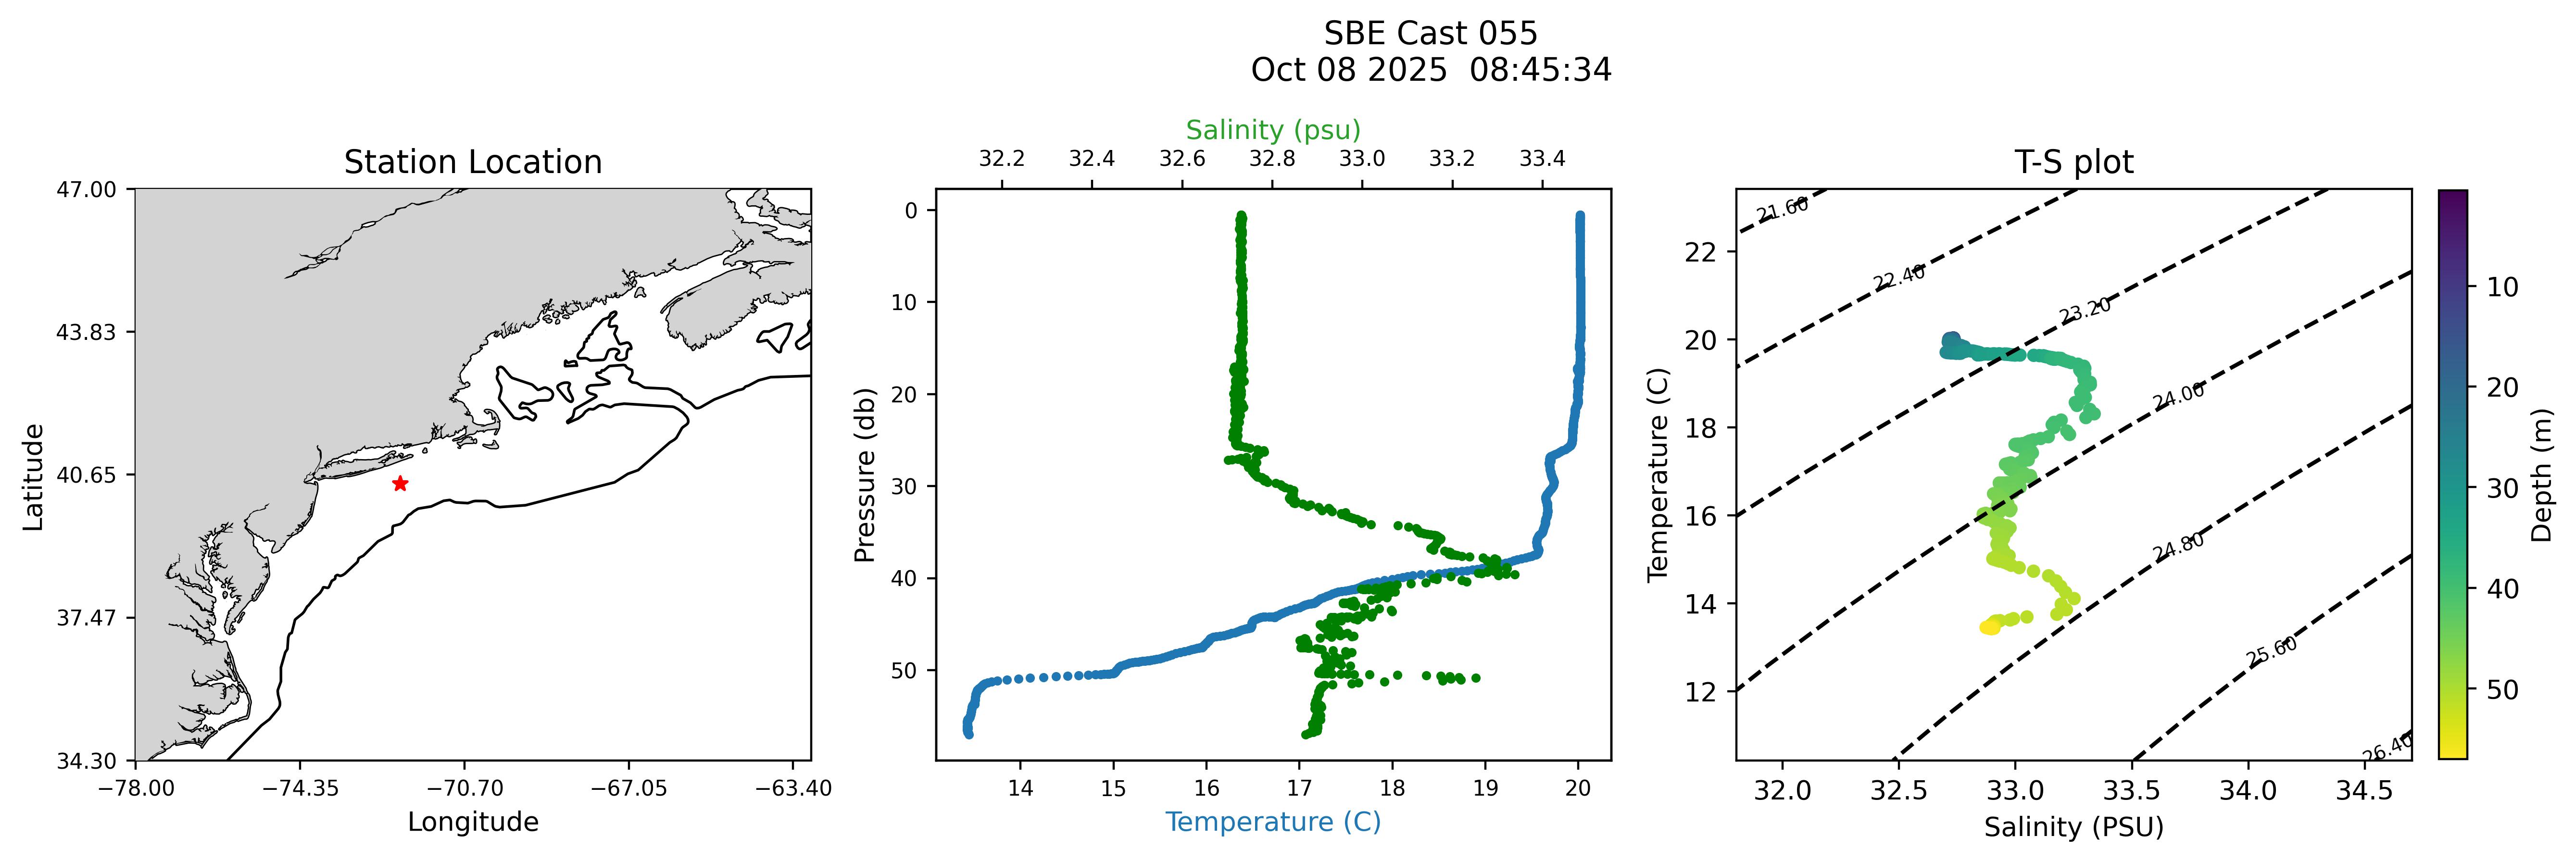 SBE Cast 055
Oct 08 2025  08:45:34
Station Location
47.00
43.83
40.65
37.47
34.30
Latitude
−78.00 −74.35 −70.70 −67.05 −63.40
Longitude
Salinity (psu)
32.2 32.4 32.6 32.8 33.0 33.2 33.4
0
10
20
30
40
50
Pressure (db)
14 15 16 17 18 19 20
Temperature (C)
T-S plot
22
20
18
16
14
12
Temperature (C)
21.60
22.40
23.20
24.00
24.80
25.60
26.40
32.0 32.5 33.0 33.5 34.0 34.5
Salinity (PSU)
10
20
30
40
50
Depth (m)